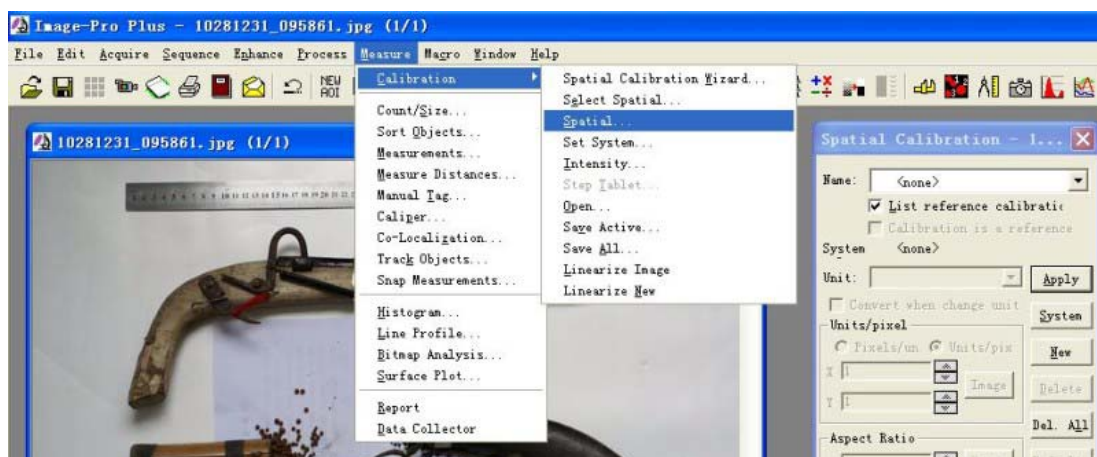 Image-Pro Plus - 10281231_095861.jpg (1/1)
File Edit Acquire Sequence Enhance Process Measure Macro Window Help
NEW
AOI
10281231_095861.jpg (1/1)
Calibration
Count/Size...
Sort Objects...
Measurements...
Measure Distances...
Manual Tag...
Caliper...
Co-Localization...
Track Objects...
Snap Measurements...
Histogram...
Line Profile...
Bitmap Analysis...
Surface Plot...
Report
Data Collector
Spatial Calibration Wizard...
Select Spatial...
Spatial...
Set System...
Intensity...
Step Tablet...
Open...
Save Active...
Save All...
Linearize Image
Linearize New
Spatial Calibration - 1...
Name: <none>
List reference calibratic
Calibration is a reference
System <none>
Unit: Apply
Convert when change unit
System
Units/pixel
Pixels/un Units/pix
New
X 1
Image
Delete
Y 1
Del. All
Aspect Ratio